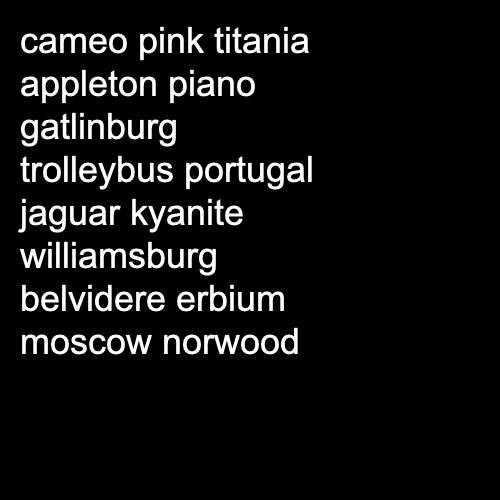 cameo pink titania
appleton piano
gatlinburg
trolleybus portugal
jaguar kyanite
williamsburg
belvidere erbium
moscow norwood